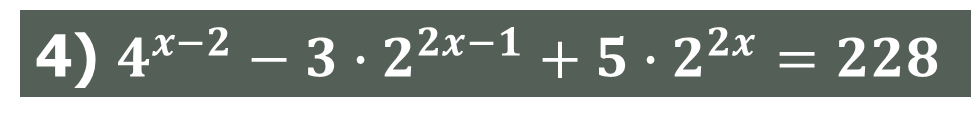 4) 4^{x−2} − 3 · 2^{2x−1} + 5 · 2^{2x} = 228